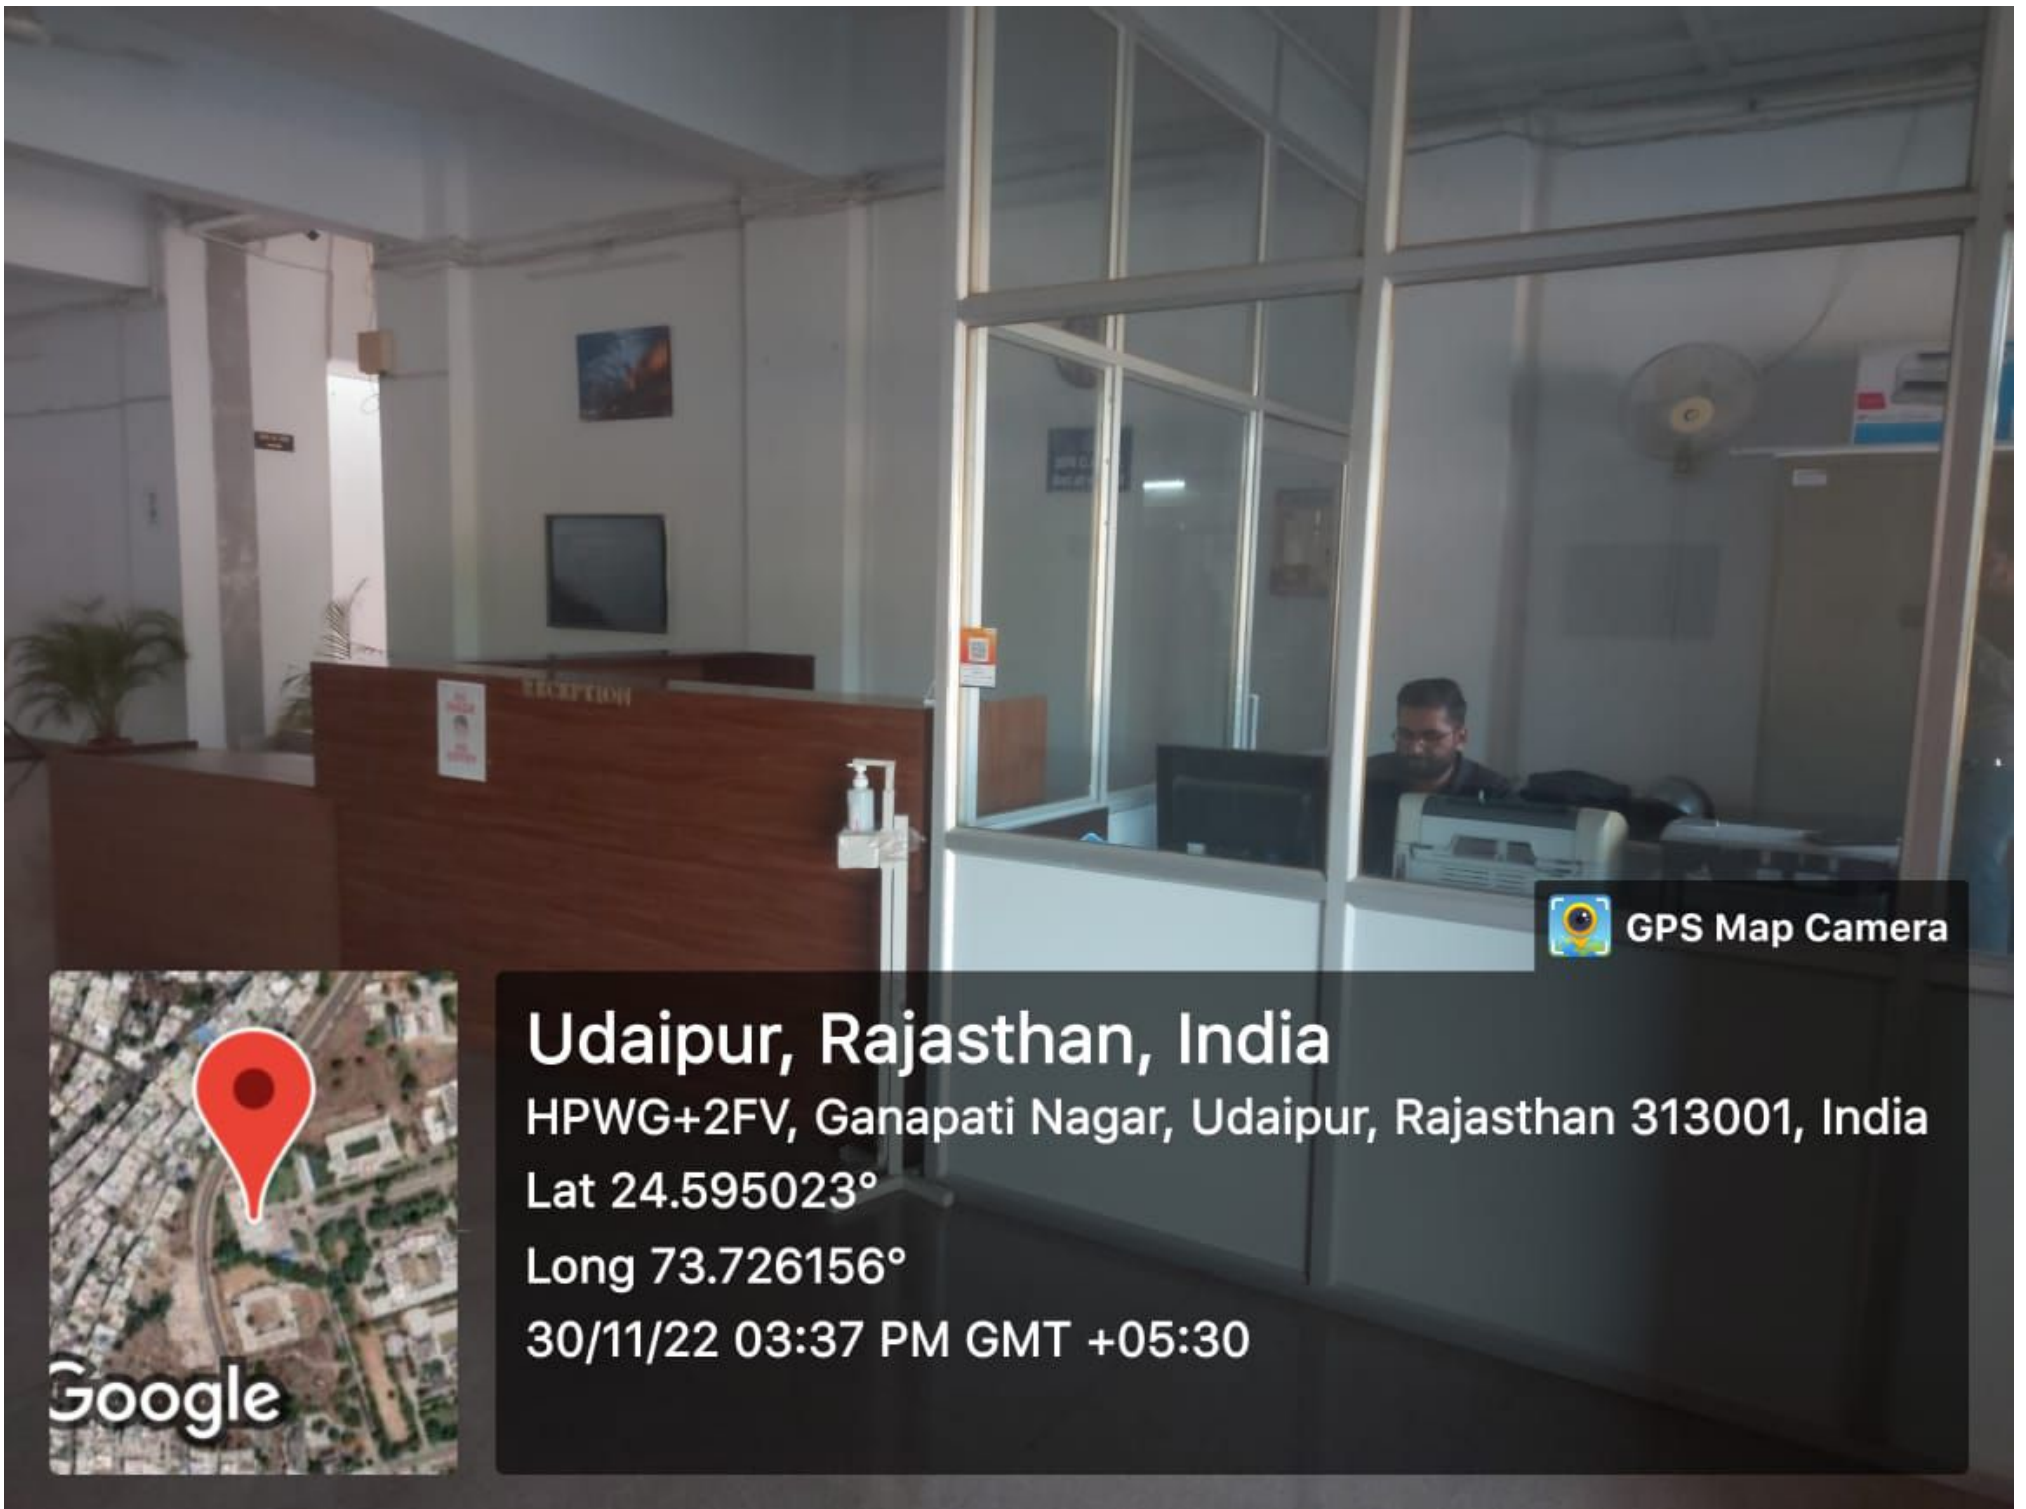 RECEPTION
GPS Map Camera
Udaipur, Rajasthan, India
HPWG+2FV, Ganapati Nagar, Udaipur, Rajasthan 313001, India
Lat 24.595023°
Long 73.726156°
30/11/22 03:37 PM GMT +05:30
Google